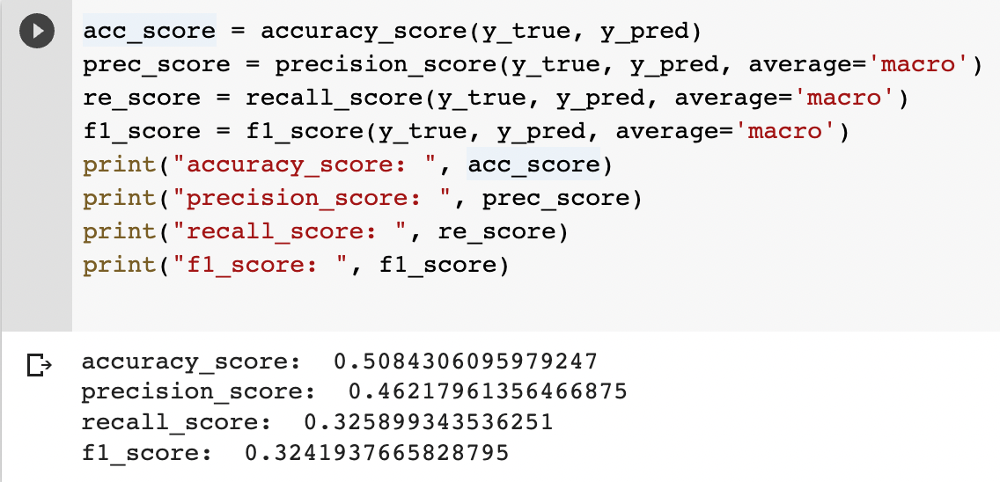 acc_score = accuracy_score(y_true, y_pred)
prec_score = precision_score(y_true, y_pred, average='macro')
re_score = recall_score(y_true, y_pred, average='macro')
f1_score = f1_score(y_true, y_pred, average='macro')
print("accuracy_score: ", acc_score)
print("precision_score: ", prec_score)
print("recall_score: ", re_score)
print("f1_score: ", f1_score)
accuracy_score:  0.5084306095979247
precision_score:  0.46217961356466875
recall_score:  0.325899343536251
f1_score:  0.3241937665828795